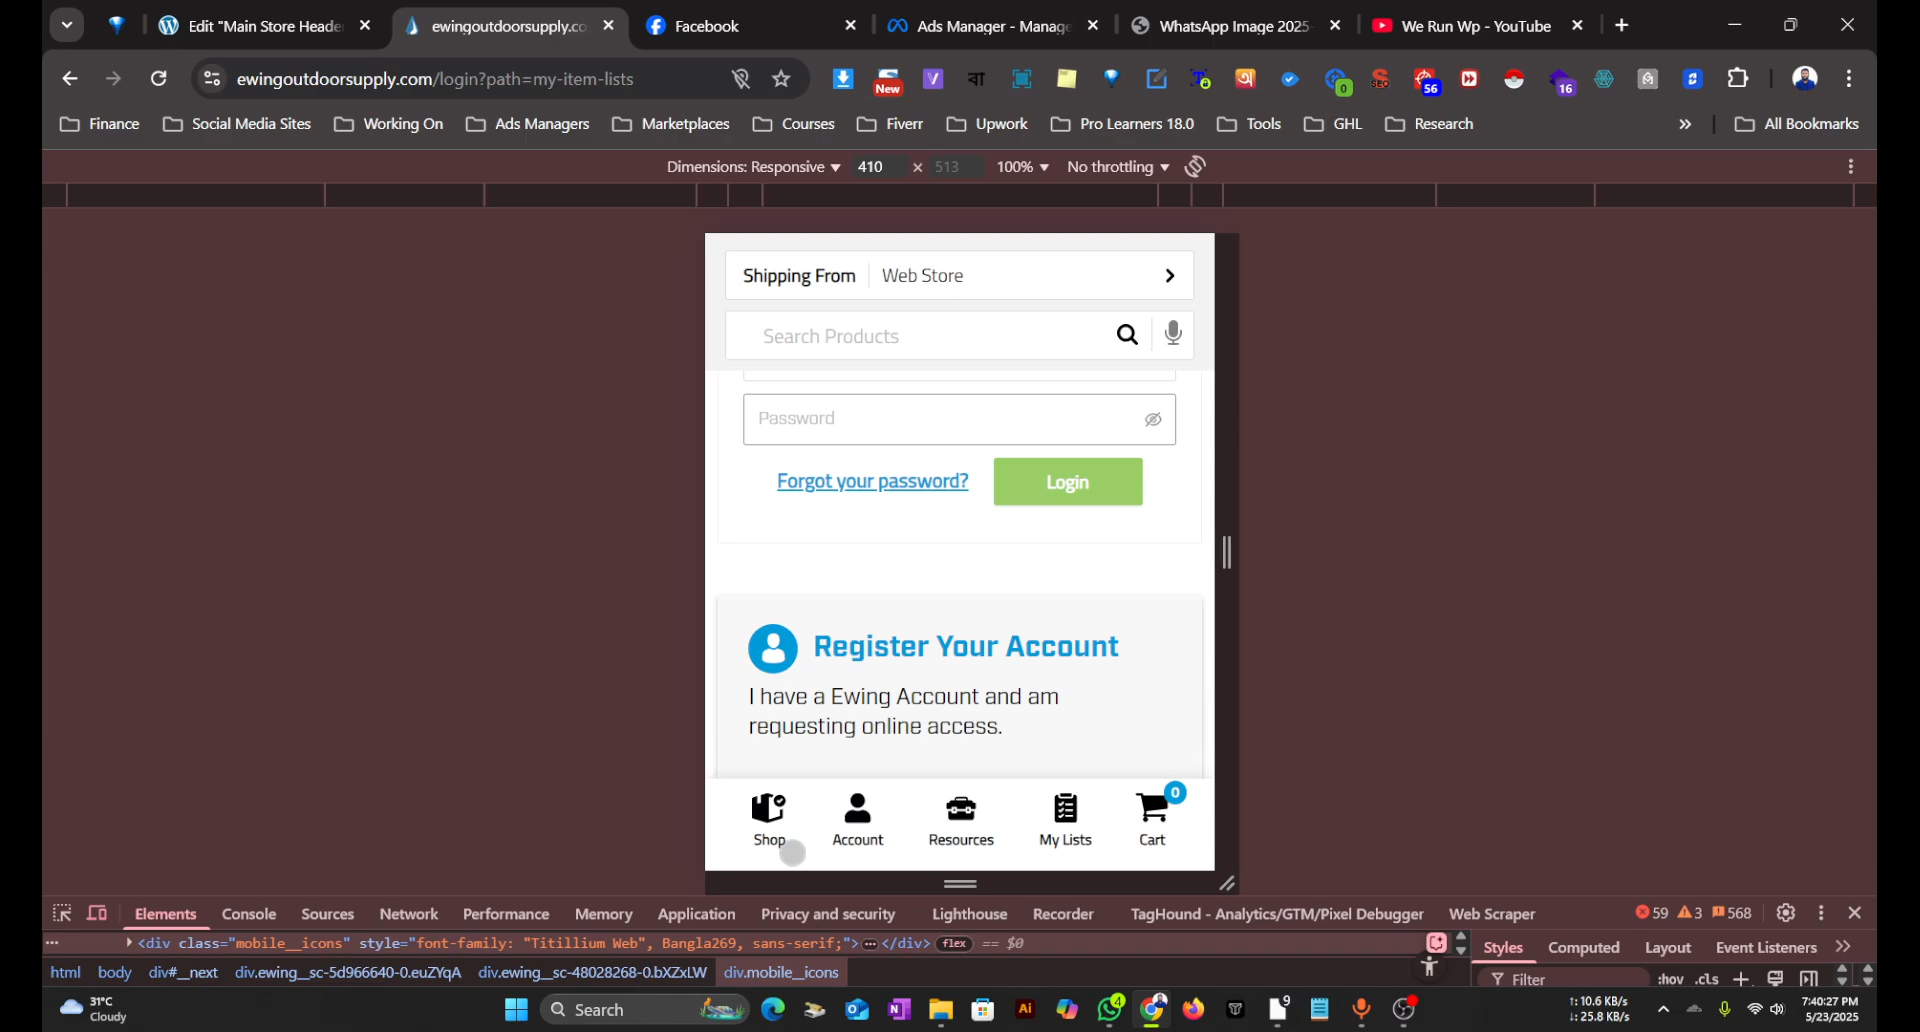 Edit "Main Store Heade
ewingoutdoorsupply.co
Facebook
Ads Manager - Manage
WhatsApp Image 2025-
We Run Wp - YouTube
ewingoutdoorsupply.com/login?path=my-item-lists
New
V
বা
0
SEO
56
16
Finance
Social Media Sites
Working On
Ads Managers
Marketplaces
Courses
Fiverr
Upwork
Pro Learners 18.0
Tools
GHL
Research
All Bookmarks
Dimensions: Responsive
410
×
513
100%
No throttling
Shipping From
Web Store
Search Products
Password
Forgot your password?
Login
Register Your Account
I have a Ewing Account and am
requesting online access.
0
Shop
Account
Resources
My Lists
Cart
Elements
Console
Sources
Network
Performance
Memory
Application
Privacy and security
Lighthouse
Recorder
TagHound - Analytics/GTM/Pixel Debugger
Web Scraper
59
3
568
<div class="mobile__icons" style="font-family: "Titillium Web", Bangla269, sans-serif;">⋯</div> flex == $0
Styles
Computed
Layout
Event Listeners
html
body
div#__next
div.ewing__sc-5d966640-0.euZYqA
div.ewing__sc-48028268-0.bXZxLW
div.mobile__icons
Filter
:hov
.cls
31°C
Cloudy
Search
Ai
4
9
↑: 10.6 KB/s
↓: 25.8 KB/s
7:40:27 PM
5/23/2025